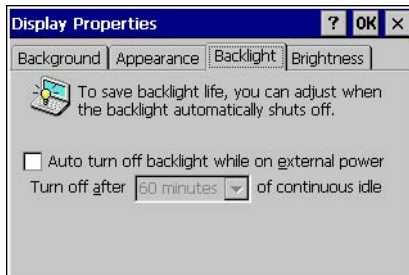 Display Properties ? OK ×
Background Appearance Backlight Brightness
To save backlight life, you can adjust when
the backlight automatically shuts off.
Auto turn off backlight while on external power
Turn off after 60 minutes of continuous idle